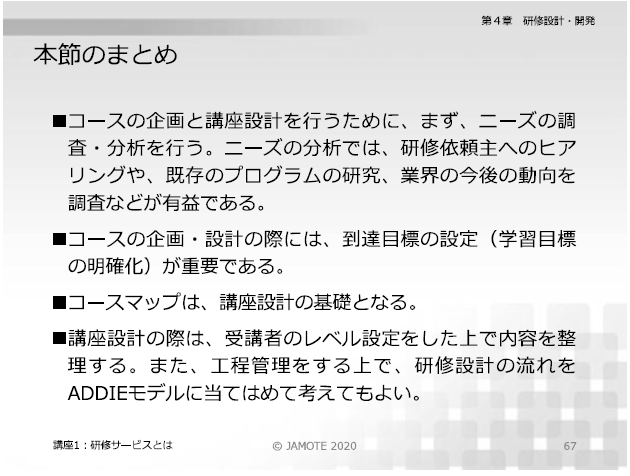 第４章　研修設計・開発
本節のまとめ
■コースの企画と講座設計を行うために、まず、ニーズの調
査・分析を行う。ニーズの分析では、研修依頼主へのヒア
リングや、既存のプログラムの研究、業界の今後の動向を
調査などが有益である。
■コースの企画・設計の際には、到達目標の設定（学習目標
の明確化）が重要である。
■コースマップは、講座設計の基礎となる。
■講座設計の際は、受講者のレベル設定をした上で内容を整
理する。また、工程管理をする上で、研修設計の流れを
ADDIEモデルに当てはめて考えてもよい。
講座1：研修サービスとは
© JAMOTE 2020
67